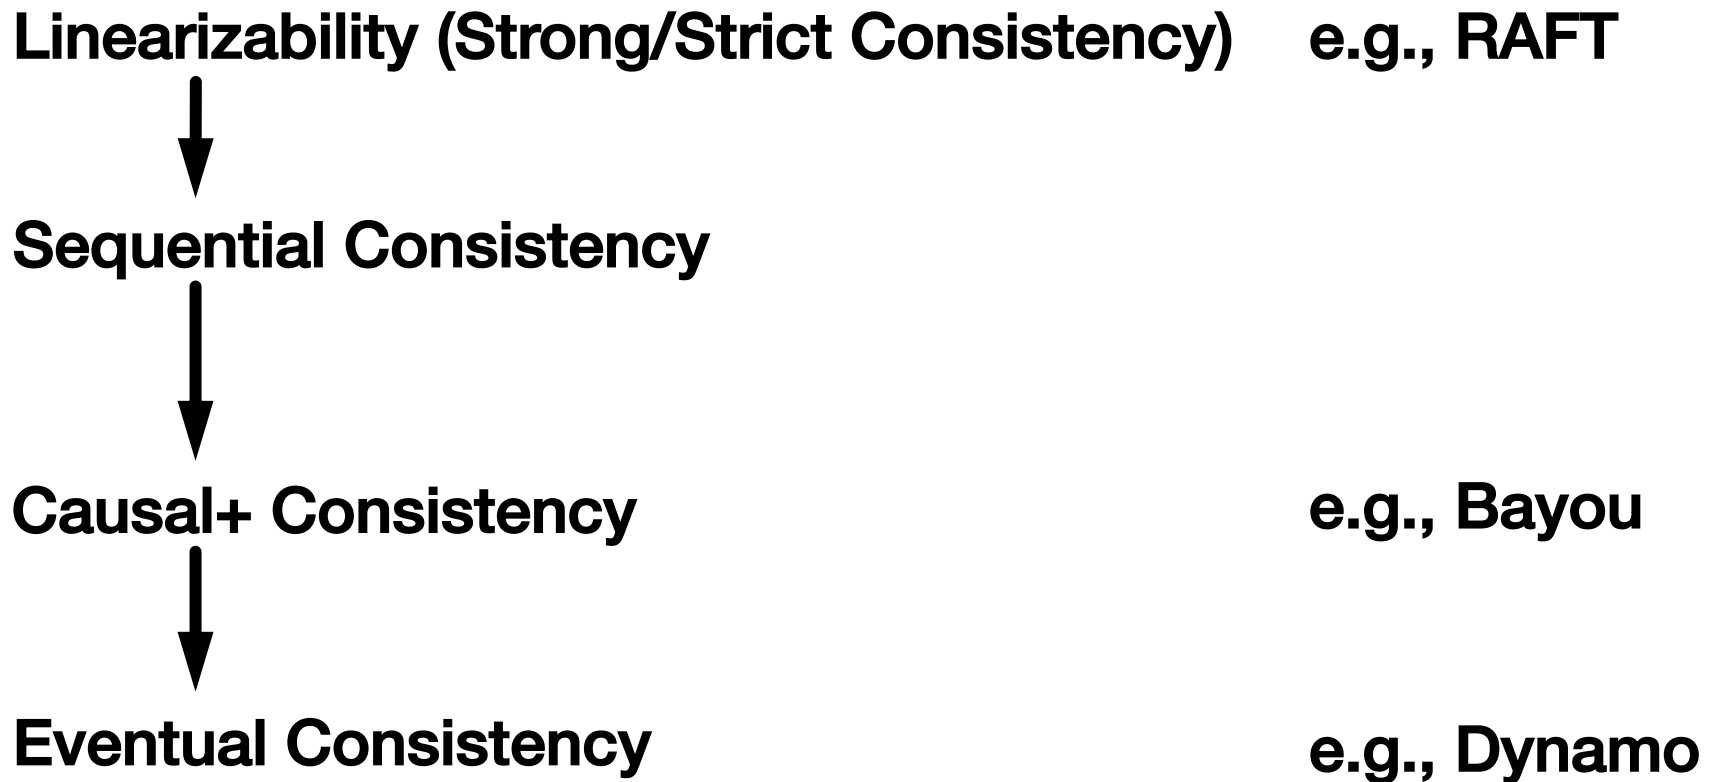 Linearizability (Strong/Strict Consistency) e.g., RAFT
Sequential Consistency
Causal+ Consistency e.g., Bayou
Eventual Consistency e.g., Dynamo